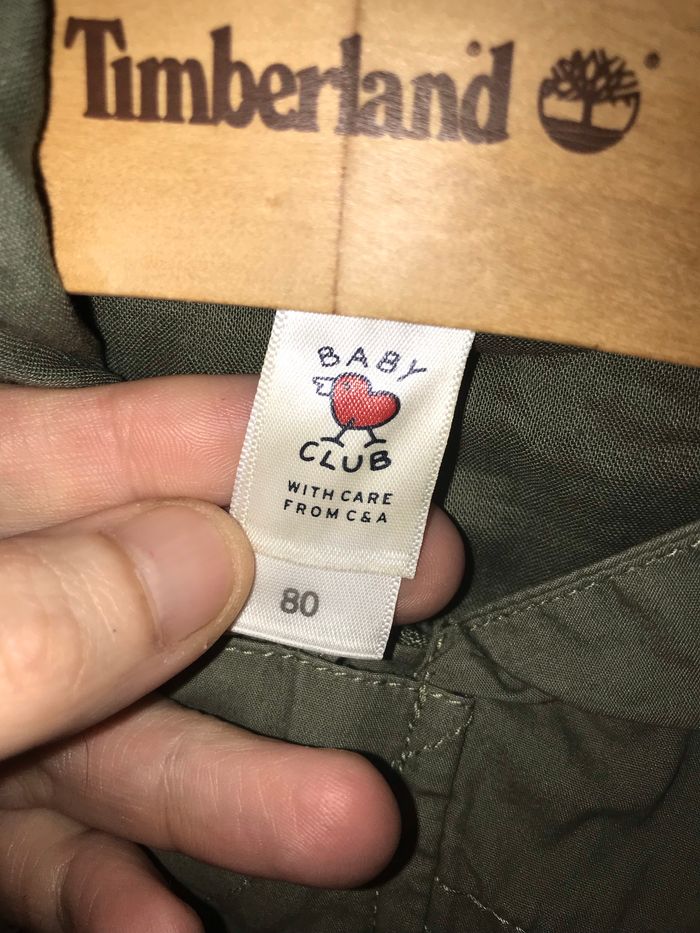 Timberland
BABY
CLUB
WITH CARE
FROM C&A
80